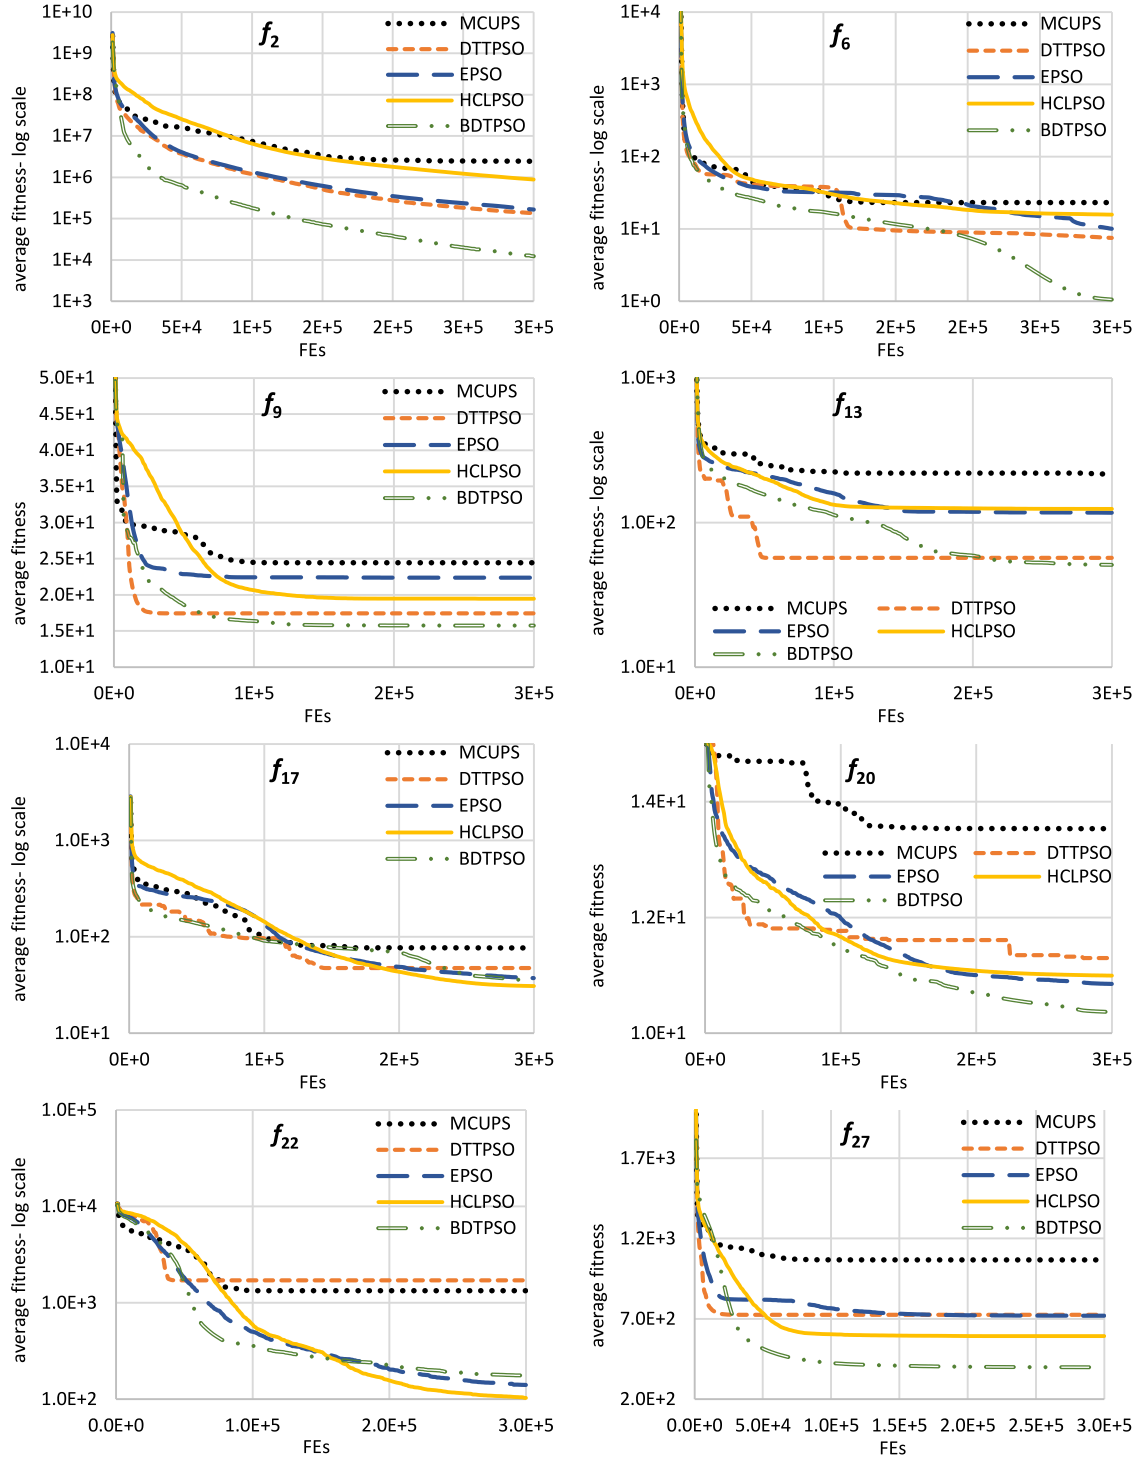 f2
average fitness- log scale
1E+10
1E+9
1E+8
1E+7
1E+6
1E+5
1E+4
1E+3
MCUPS
DTTPSO
EPSO
HCLPSO
BDTPSO
0E+0 5E+4 1E+5 2E+5 2E+5 3E+5 3E+5
FEs
f6
average fitness- log scale
1E+4
1E+3
1E+2
1E+1
1E+0
MCUPS
DTTPSO
EPSO
HCLPSO
BDTPSO
0E+0 5E+4 1E+5 2E+5 2E+5 3E+5 3E+5
FEs
f9
average fitness
5.0E+1
4.5E+1
4.0E+1
3.5E+1
3.0E+1
2.5E+1
2.0E+1
1.5E+1
1.0E+1
MCUPS
DTTPSO
EPSO
HCLPSO
BDTPSO
0E+0 1E+5 2E+5 3E+5
FEs
f13
average fitness- log scale
1.0E+3
1.0E+2
1.0E+1
MCUPS DTTPSO
EPSO HCLPSO
BDTPSO
0E+0 1E+5 2E+5 3E+5
FEs
f17
average fitness- log scale
1.0E+4
1.0E+3
1.0E+2
1.0E+1
MCUPS
DTTPSO
EPSO
HCLPSO
BDTPSO
0E+0 1E+5 2E+5 3E+5
FEs
f20
average fitness
1.4E+1
1.2E+1
1.0E+1
MCUPS DTTPSO
EPSO HCLPSO
BDTPSO
0E+0 1E+5 2E+5 3E+5
FEs
f22
average fitness- log scale
1.0E+5
1.0E+4
1.0E+3
1.0E+2
MCUPS
DTTPSO
EPSO
HCLPSO
BDTPSO
0.0E+0 1.0E+5 2.0E+5 3.0E+5
FEs
f27
average fitness
1.7E+3
1.2E+3
7.0E+2
2.0E+2
MCUPS
DTTPSO
EPSO
HCLPSO
BDTPSO
0.0E+0 5.0E+4 1.0E+5 1.5E+5 2.0E+5 2.5E+5 3.0E+5
FEs